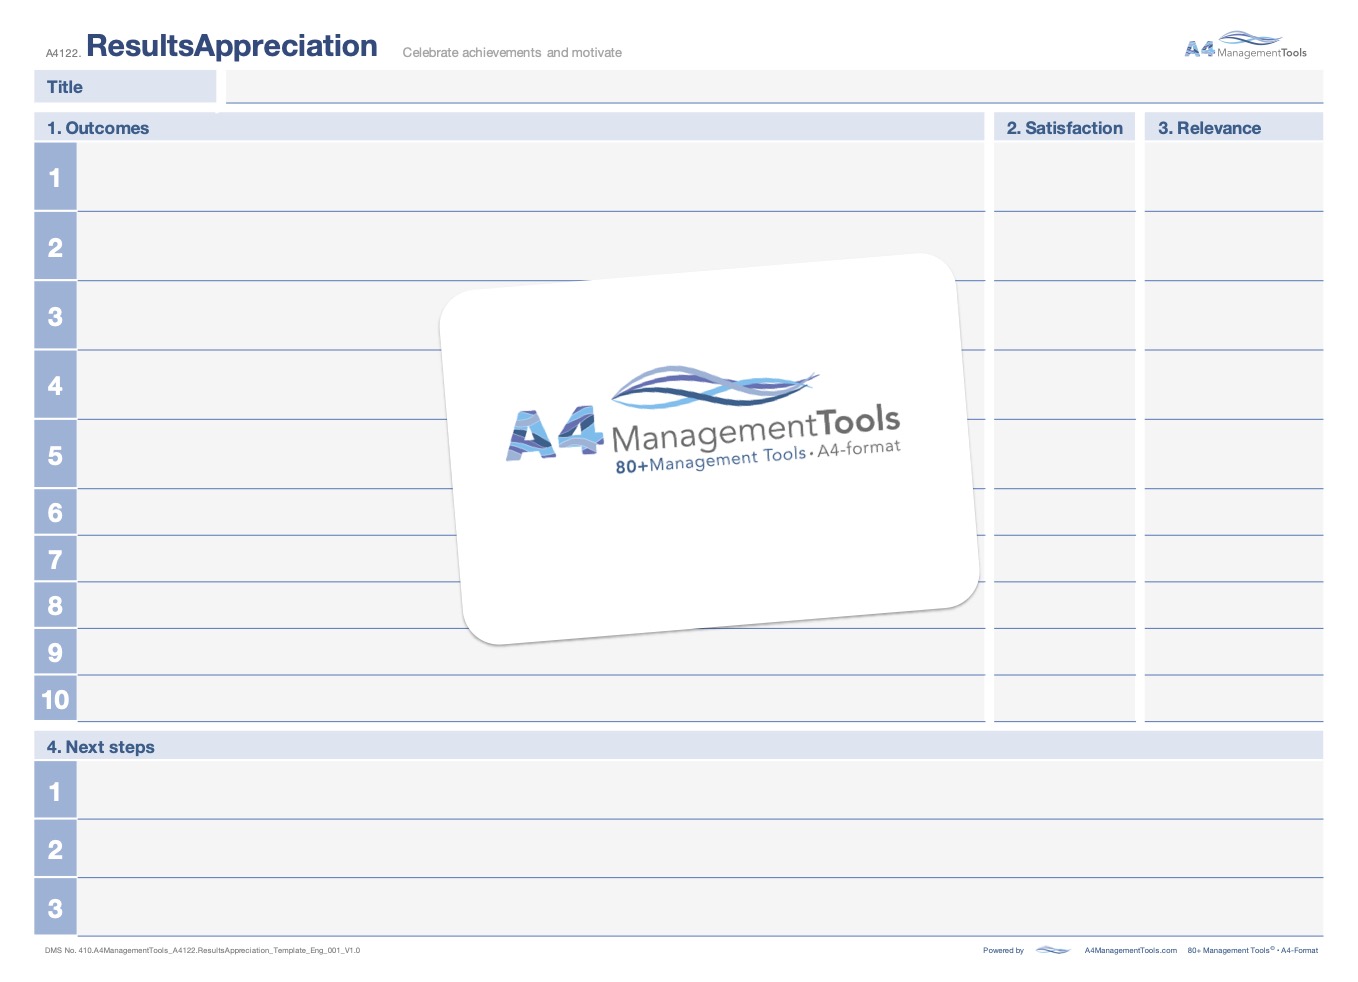 A4122. ResultsAppreciation Celebrate achievements and motivate
A4 ManagementTools
Title
1. Outcomes 2. Satisfaction 3. Relevance
1
2
3
4
5
6
7
8
9
10
A4 ManagementTools
80+Management Tools • A4-format
4. Next steps
1
2
3
DMS No. 410.A4ManagementTools_A4122.ResultsAppreciation_Template_Eng_001_V1.0
Powered by A4ManagementTools.com 80+ Management Tools© • A4-Format